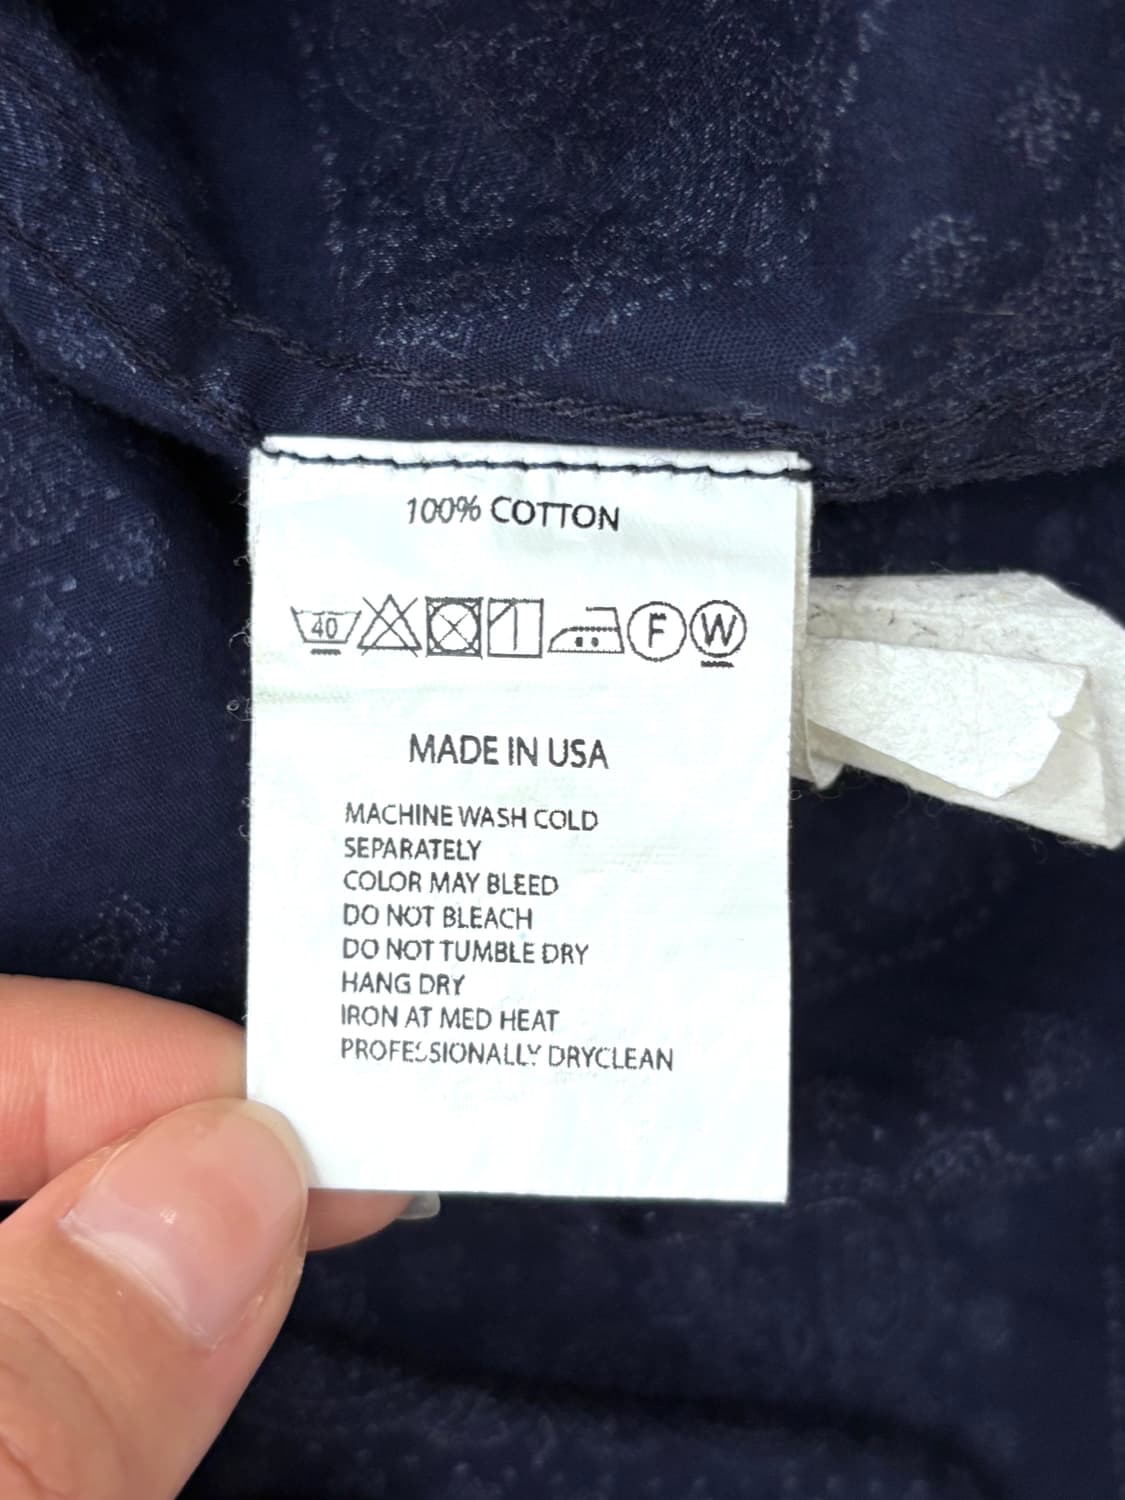 100% COTTON
40 F W
MADE IN USA
MACHINE WASH COLD
SEPARATELY
COLOR MAY BLEED
DO NOT BLEACH
DO NOT TUMBLE DRY
HANG DRY
IRON AT MED HEAT
PROFESSIONALLY DRYCLEAN